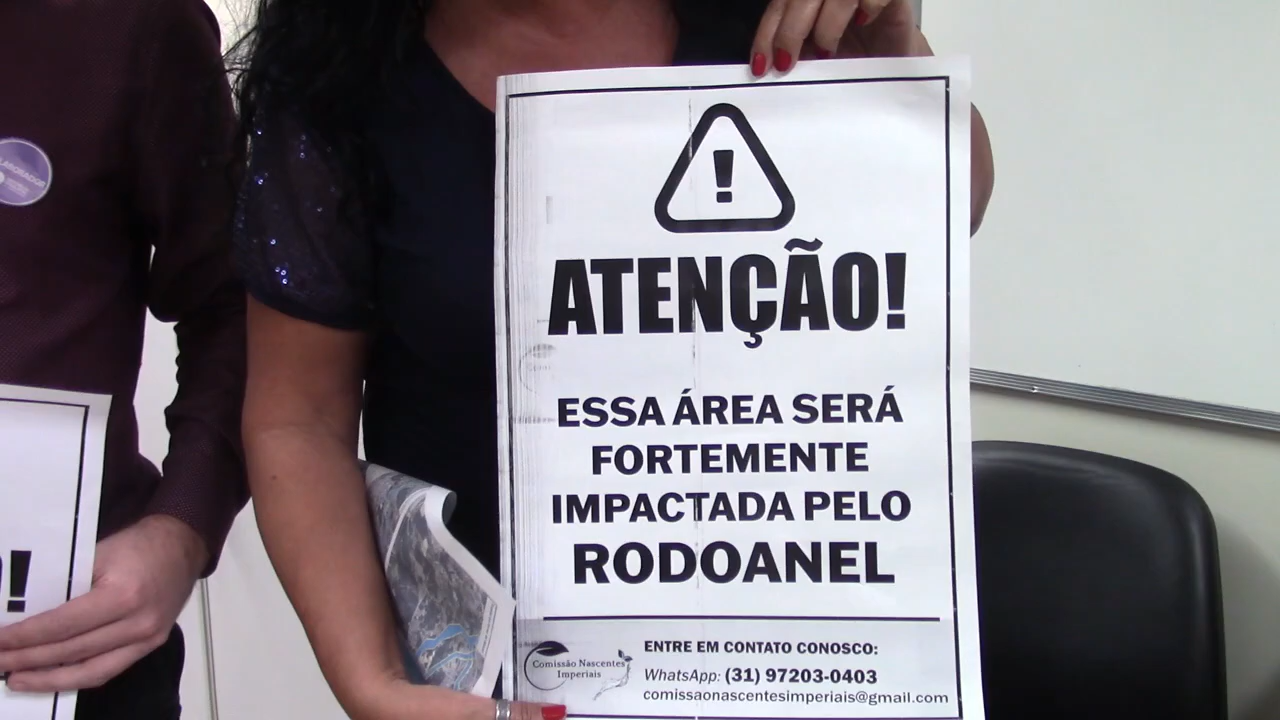 ATENÇÃO!
ESSA ÁREA SERÁ
FORTEMENTE
IMPACTADA PELO
RODOANEL
Comissão Nascentes
Imperiais
ENTRE EM CONTATO CONOSCO:
WhatsApp: (31) 97203-0403
comissaonascentesimperiais@gmail.com